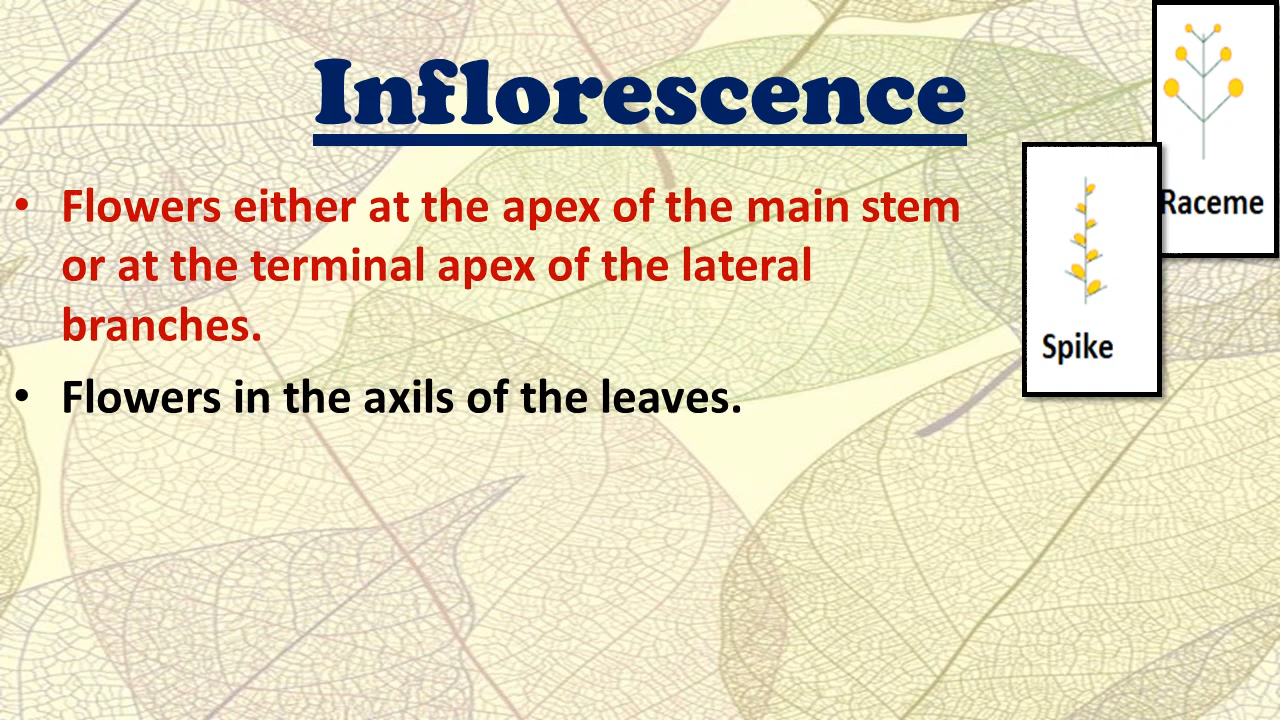 Inflorescence
• Flowers either at the apex of the main stem
or at the terminal apex of the lateral
branches.
• Flowers in the axils of the leaves.
Raceme
Spike